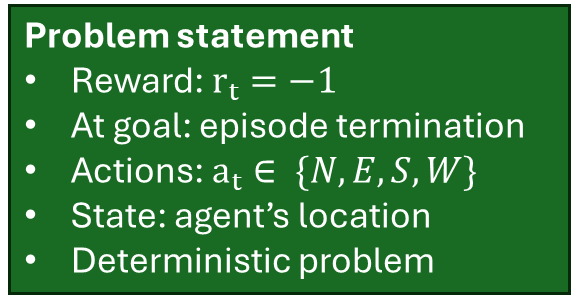 Problem statement
• Reward: rₜ = −1
• At goal: episode termination
• Actions: aₜ ∈ {N, E, S, W}
• State: agent’s location
• Deterministic problem